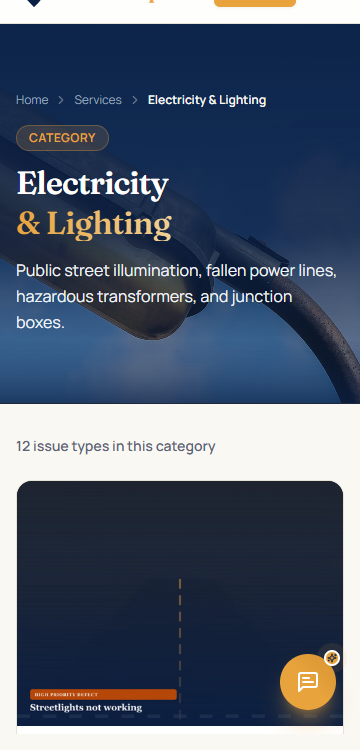 Home > Services > Electricity & Lighting
CATEGORY
Electricity
& Lighting
Public street illumination, fallen power lines,
hazardous transformers, and junction
boxes.
12 issue types in this category
HIGH PRIORITY DEFECT
Streetlights not working